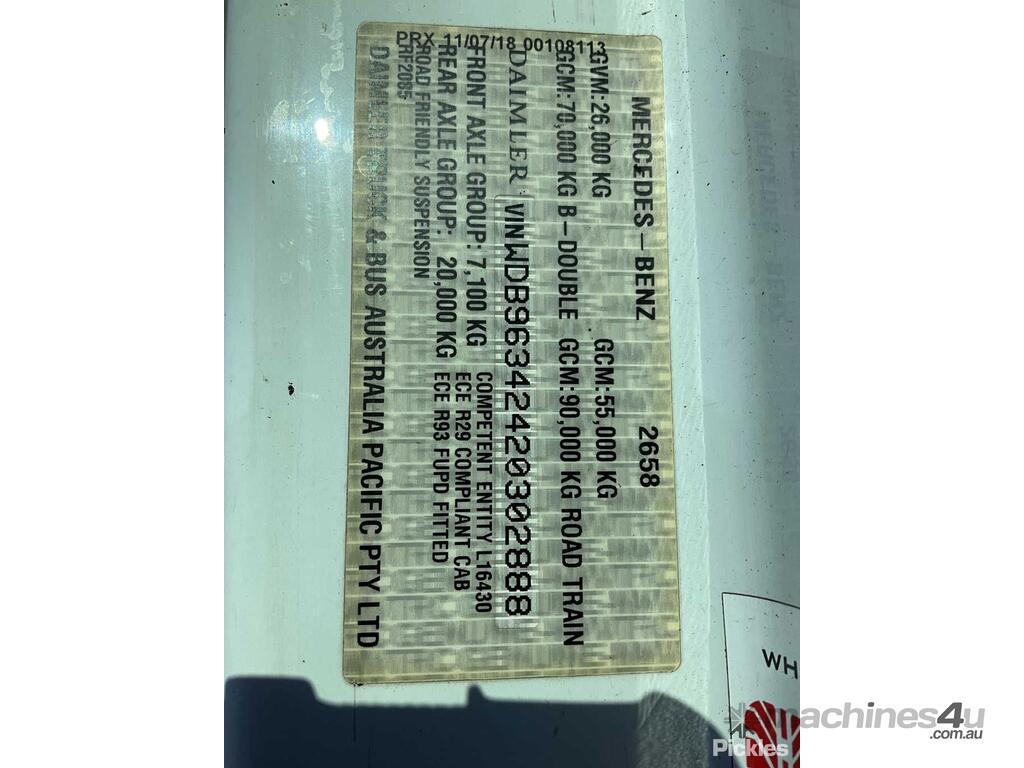 PRX 11/07/18 00108113
MERCEDES-BENZ 2658
GVM:26,000 KG GCM:55,000 KG
GCM:70,000 KG B-DOUBLE GCM:90,000 KG ROAD TRAIN
DAIMLER VIN WDB96342420302888
FRONT AXLE GROUP: 7,100 KG COMPETENT ENTITY L16430
REAR AXLE GROUP: 20,000 KG ECE R29 COMPLIANT CAB
ROAD FRIENDLY SUSPENSION ECE R93 FUPD FITTED
RF2085
DAIMLER TRUCK & BUS AUSTRALIA PACIFIC PTY LTD
WH
machines4u
.com.au
Pickles